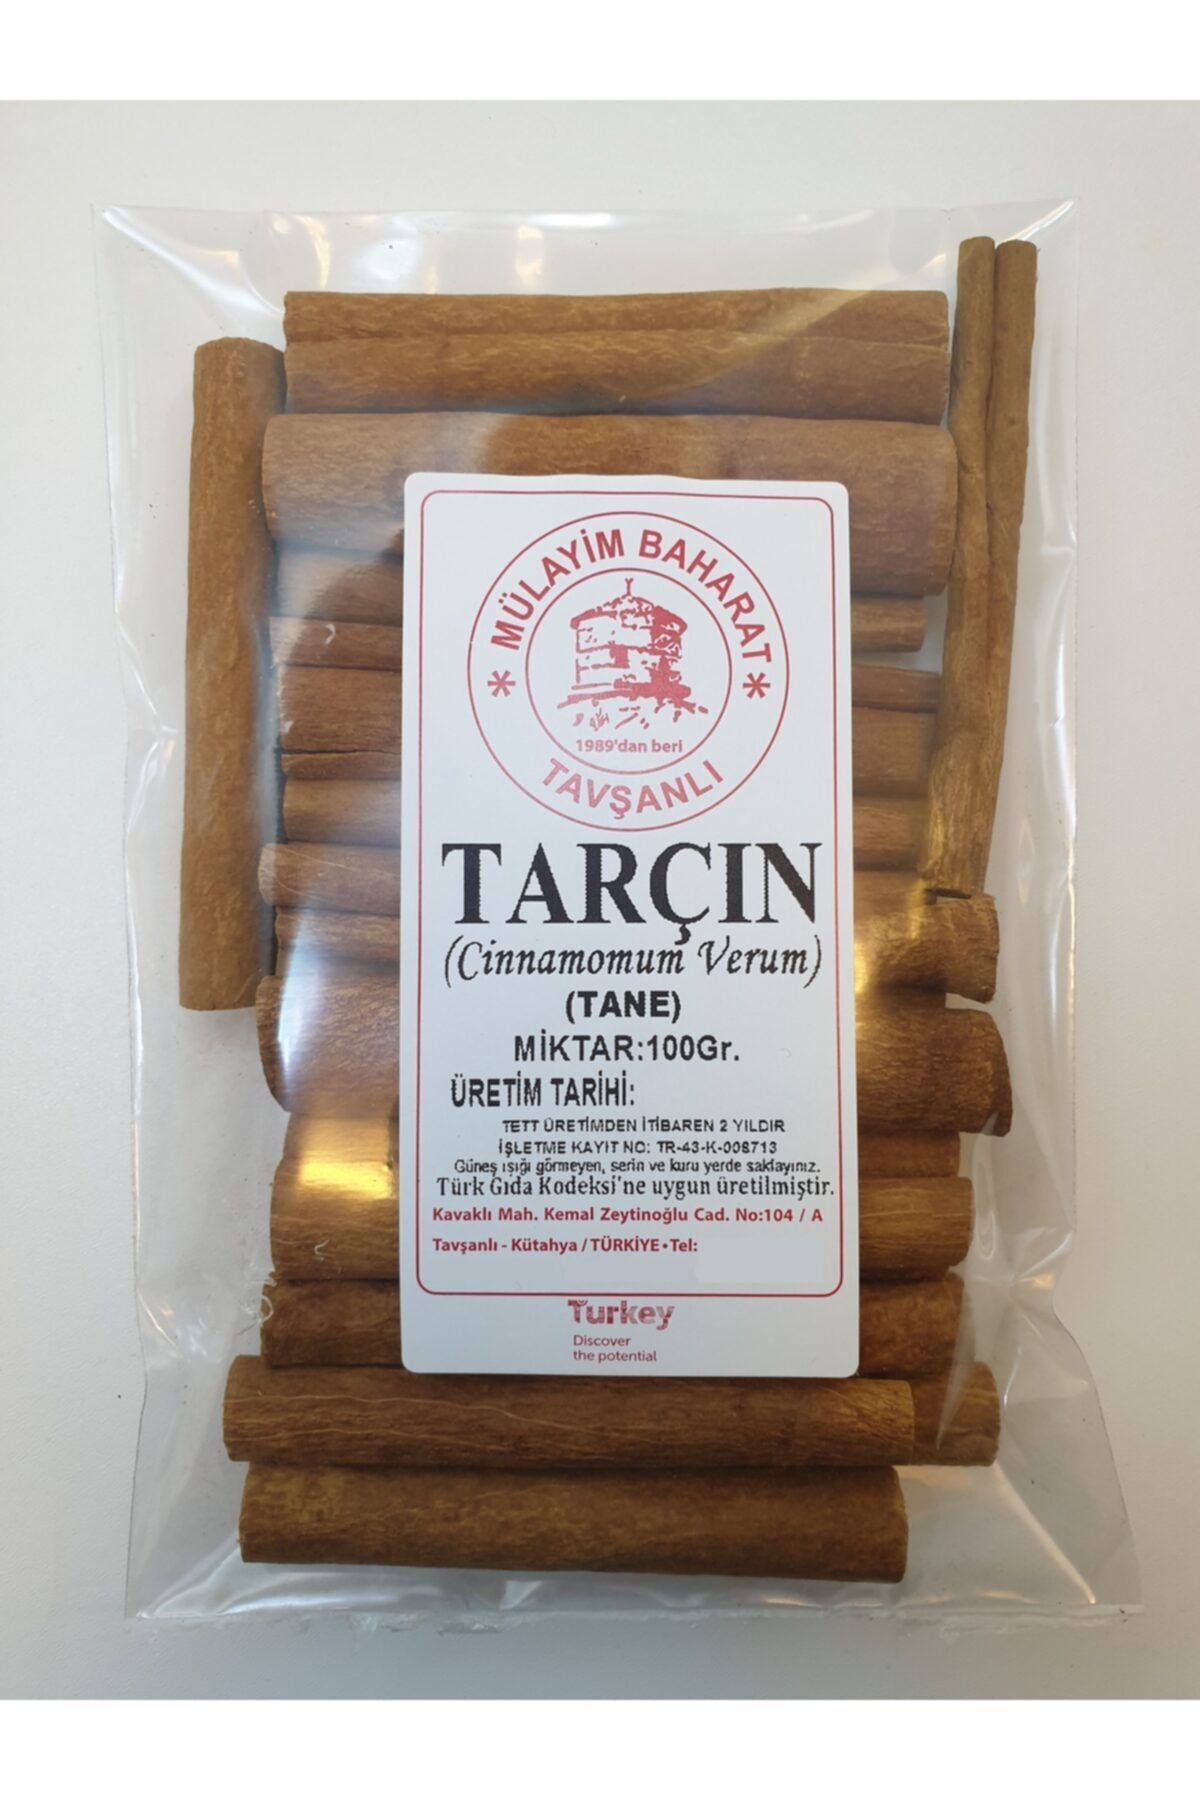 * MÜLAYİM BAHARAT *
1989'dan beri
TAVŞANLI
TARÇIN
(Cinnamomum Verum)
(TANE)
MİKTAR:100Gr.
ÜRETİM TARİHİ:
TETT ÜRETİMDEN İTİBAREN 2 YILDIR
İŞLETME KAYIT NO: TR-43-K-008713
Güneş ışığı görmeyen, serin ve kuru yerde saklayınız.
Türk Gıda Kodeksi'ne uygun üretilmiştir.
Kavaklı Mah. Kemal Zeytinoğlu Cad. No:104 / A
Tavşanlı - Kütahya / TÜRKİYE • Tel:
Turkey
Discover
the potential